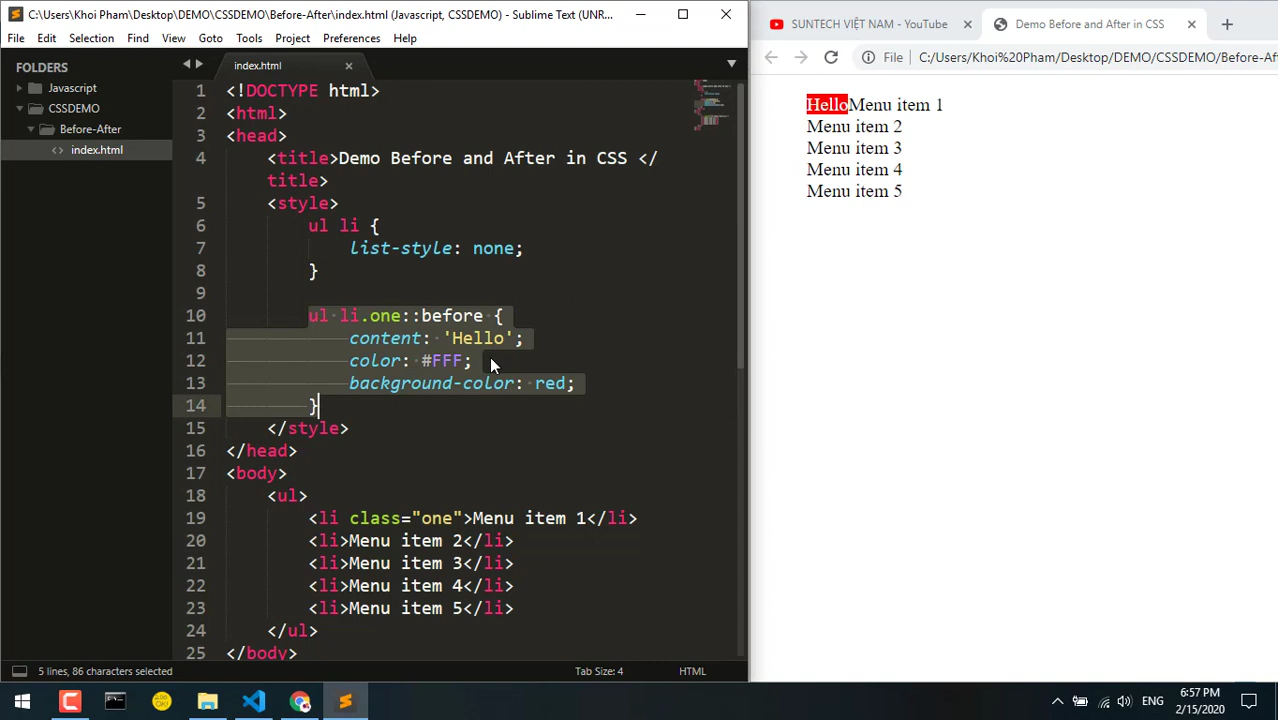 C:\Users\Khoi Pham\Desktop\DEMO\CSSDEMO\Before-After\index.html (Javascript, CSSDEMO) - Sublime Text (UNR...
File Edit Selection Find View Goto Tools Project Preferences Help
FOLDERS
Javascript
CSSDEMO
Before-After
<> index.html
index.html
1 <!DOCTYPE html>
2 <html>
3 <head>
4 <title>Demo Before and After in CSS </
title>
5 <style>
6 ul li {
7 list-style: none;
8 }
9
10 ul li.one::before {
11 content: 'Hello';
12 color: #FFF;
13 background-color: red;
14 }
15 </style>
16 </head>
17 <body>
18 <ul>
19 <li class="one">Menu item 1</li>
20 <li>Menu item 2</li>
21 <li>Menu item 3</li>
22 <li>Menu item 4</li>
23 <li>Menu item 5</li>
24 </ul>
25 </body>
5 lines, 86 characters selected
Tab Size: 4
HTML
SUNTECH VIỆT NAM - YouTube
Demo Before and After in CSS
File C:/Users/Khoi%20Pham/Desktop/DEMO/CSSDEMO/Before-Af
HelloMenu item 1
Menu item 2
Menu item 3
Menu item 4
Menu item 5
ENG
6:57 PM
2/15/2020